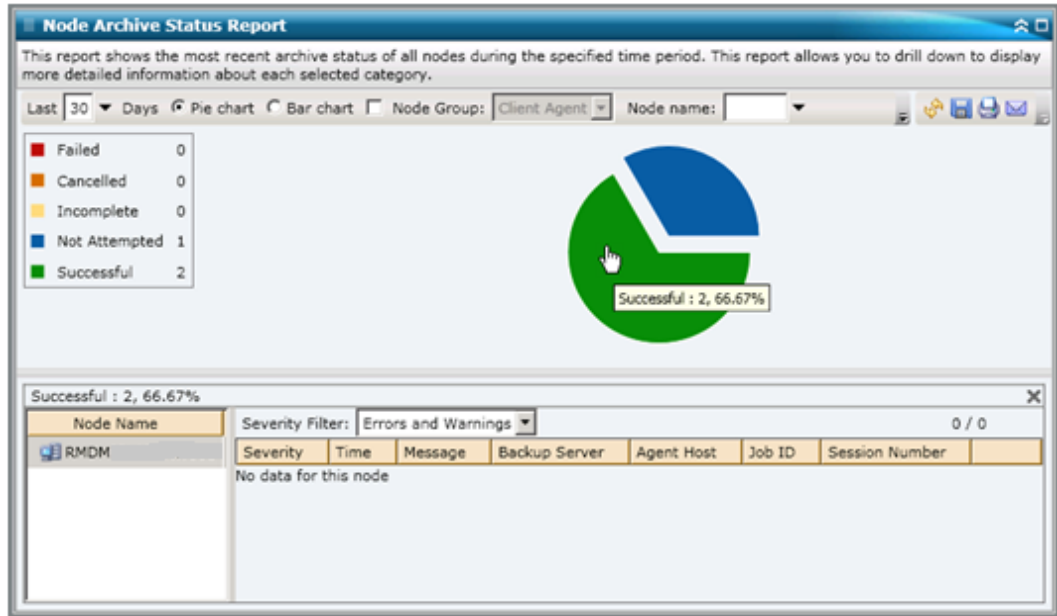 Node Archive Status Report
This report shows the most recent archive status of all nodes during the specified time period. This report allows you to drill down to display
more detailed information about each selected category.
Last 30 Days Pie chart Bar chart Node Group: Client Agent Node name:
Failed 0
Cancelled 0
Incomplete 0
Not Attempted 1
Successful 2
Successful : 2, 66.67%
Successful : 2, 66.67%
Node Name Severity Filter: Errors and Warnings 0 / 0
RMDM Severity Time Message Backup Server Agent Host Job ID Session Number
No data for this node